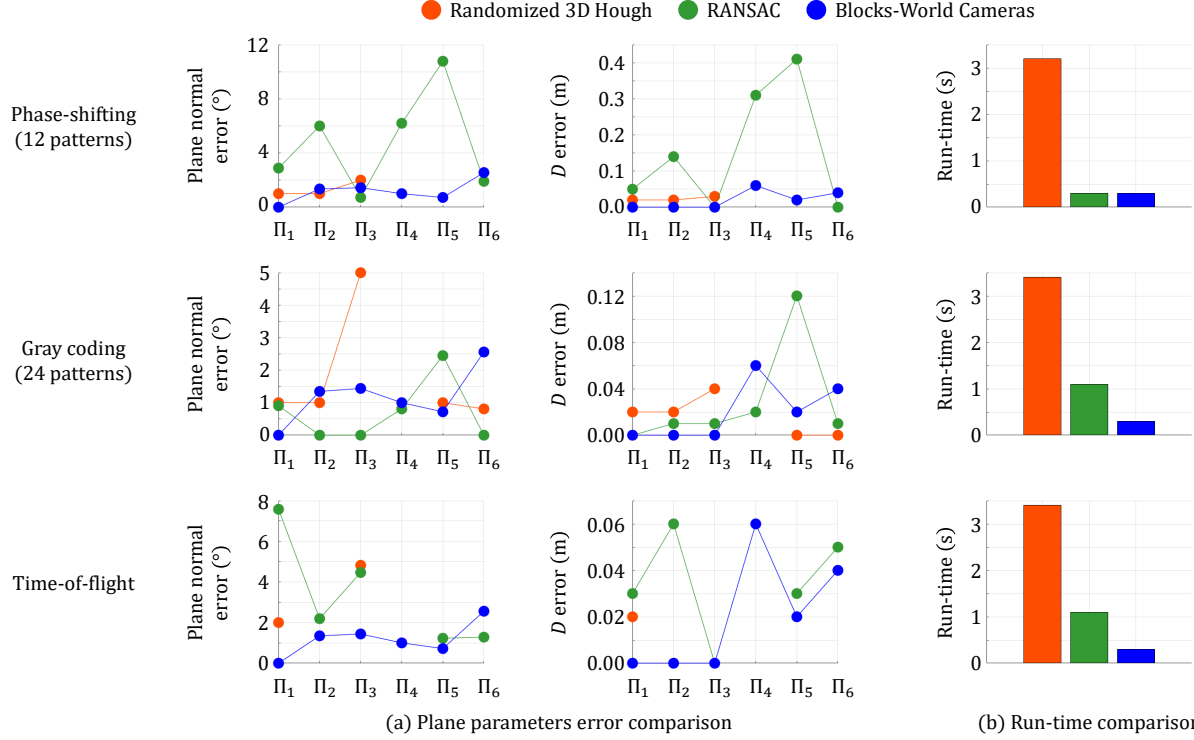 Randomized 3D Hough RANSAC Blocks-World Cameras
Phase-shifting
(12 patterns)
Plane normal
error (°)
12
8
4
0
Π1 Π2 Π3 Π4 Π5 Π6
D error (m)
0.4
0.3
0.2
0.1
0.0
Π1 Π2 Π3 Π4 Π5 Π6
Run-time (s)
3
2
1
0
Gray coding
(24 patterns)
Plane normal
error (°)
5
4
3
2
1
0
Π1 Π2 Π3 Π4 Π5 Π6
D error (m)
0.12
0.08
0.04
0.00
Π1 Π2 Π3 Π4 Π5 Π6
Run-time (s)
3
2
1
0
Time-of-flight
Plane normal
error (°)
8
6
4
2
0
Π1 Π2 Π3 Π4 Π5 Π6
D error (m)
0.06
0.04
0.02
0.00
Π1 Π2 Π3 Π4 Π5 Π6
Run-time (s)
3
2
1
0
(a) Plane parameters error comparison
(b) Run-time comparison